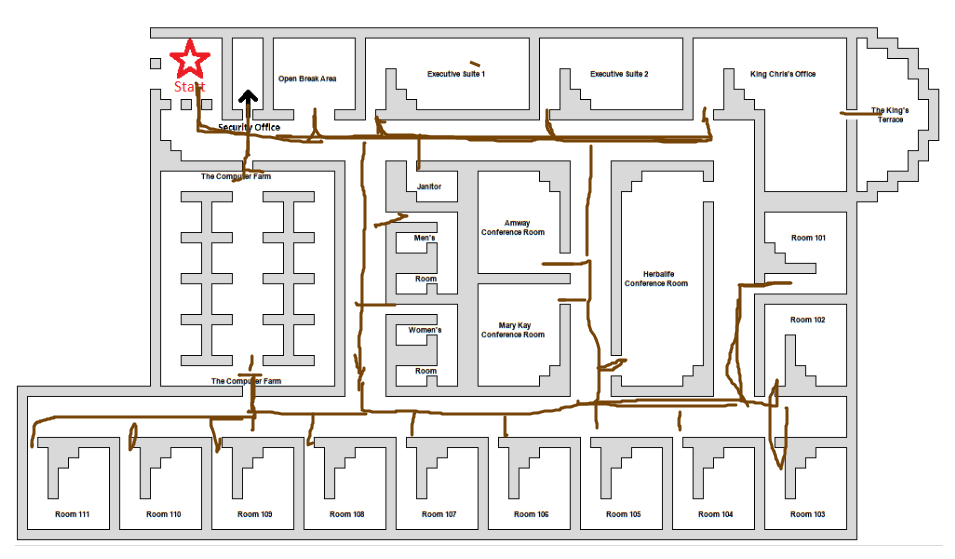 Start
Open Break Area
Executive Suite 1
Executive Suite 2
King Chris's Office
The King's
Terrace
Security Office
The Computer Farm
Janitor
Men's
Room
Amway
Conference Room
Room 101
Herbalife
Conference Room
Women's
Room
Mary Kay
Conference Room
Room 102
The Computer Farm
Room 111
Room 110
Room 109
Room 108
Room 107
Room 106
Room 105
Room 104
Room 103